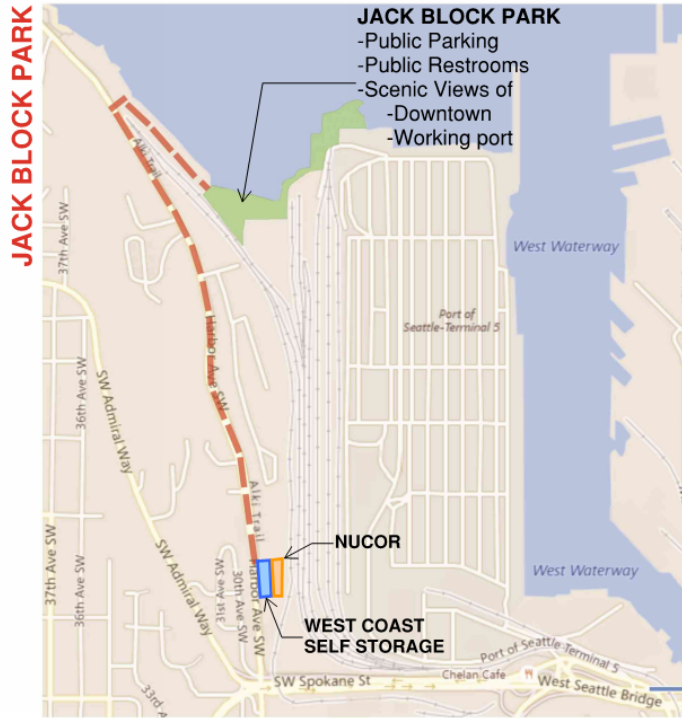 JACK BLOCK PARK
JACK BLOCK PARK
-Public Parking
-Public Restrooms
-Scenic Views of
-Downtown
-Working port
Alki Trail
37th Ave SW
West Waterway
Port of
Seattle-Terminal 5
Harbor Ave SW
36th Ave SW
SW Admiral Way
Alki Trail
NUCOR
37th Ave SW
36th Ave SW
SW Admiral Way
31st Ave SW
30th Ave SW
Harbor Ave SW
West Waterway
WEST COAST
SELF STORAGE
Port of Seattle-Terminal 5
Chelan Cafe
SW Spokane St
West Seattle Bridge
33rd A